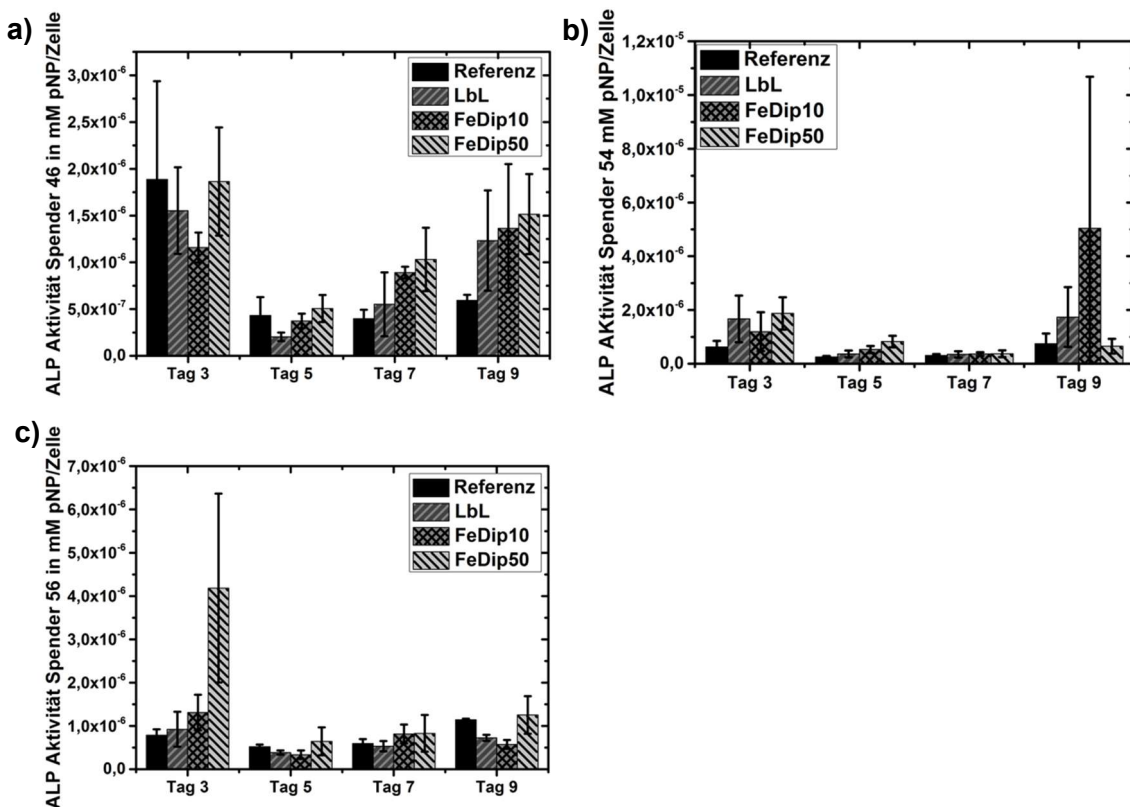 a)
ALP Aktivität Spender 46 in mM pNP/Zelle
3,0x10-6
2,5x10-6
2,0x10-6
1,5x10-6
1,0x10-6
5,0x10-7
0,0
Referenz
LbL
FeDip10
FeDip50
Tag 3 Tag 5 Tag 7 Tag 9
b)
ALP AKtivität Spender 54 mM pNP/Zelle
1,2x10-5
1,0x10-5
8,0x10-6
6,0x10-6
4,0x10-6
2,0x10-6
0,0
Referenz
LbL
FeDip10
FeDip50
Tag 3 Tag 5 Tag 7 Tag 9
c)
ALP Aktivität Spender 56 in mM pNP/Zelle
7,0x10-6
6,0x10-6
5,0x10-6
4,0x10-6
3,0x10-6
2,0x10-6
1,0x10-6
0,0
Referenz
LbL
FeDip10
FeDip50
Tag 3 Tag 5 Tag 7 Tag 9